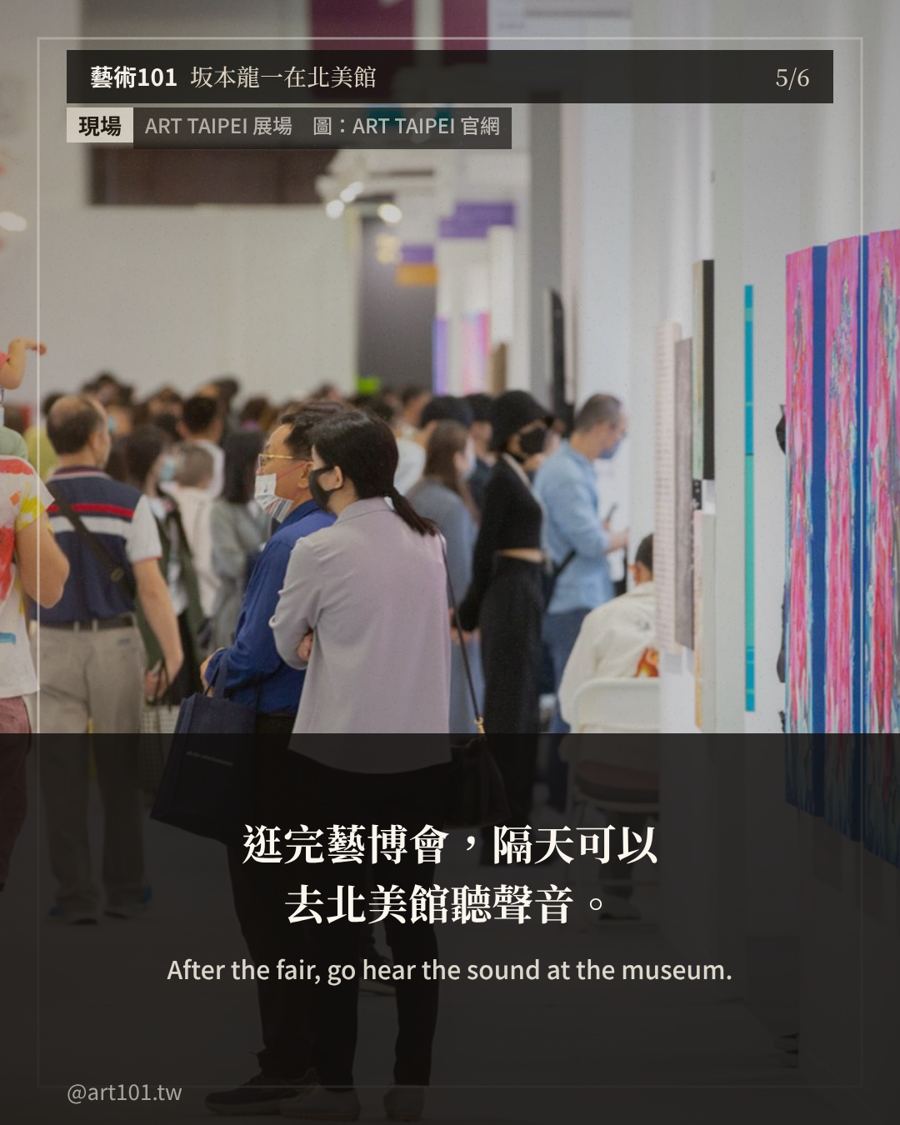 藝術101 坂本龍一在北美館 5/6
現場 ART TAIPEI 展場 圖：ART TAIPEI 官網
逛完藝博會，隔天可以
去北美館聽聲音。
After the fair, go hear the sound at the museum.
@art101.tw